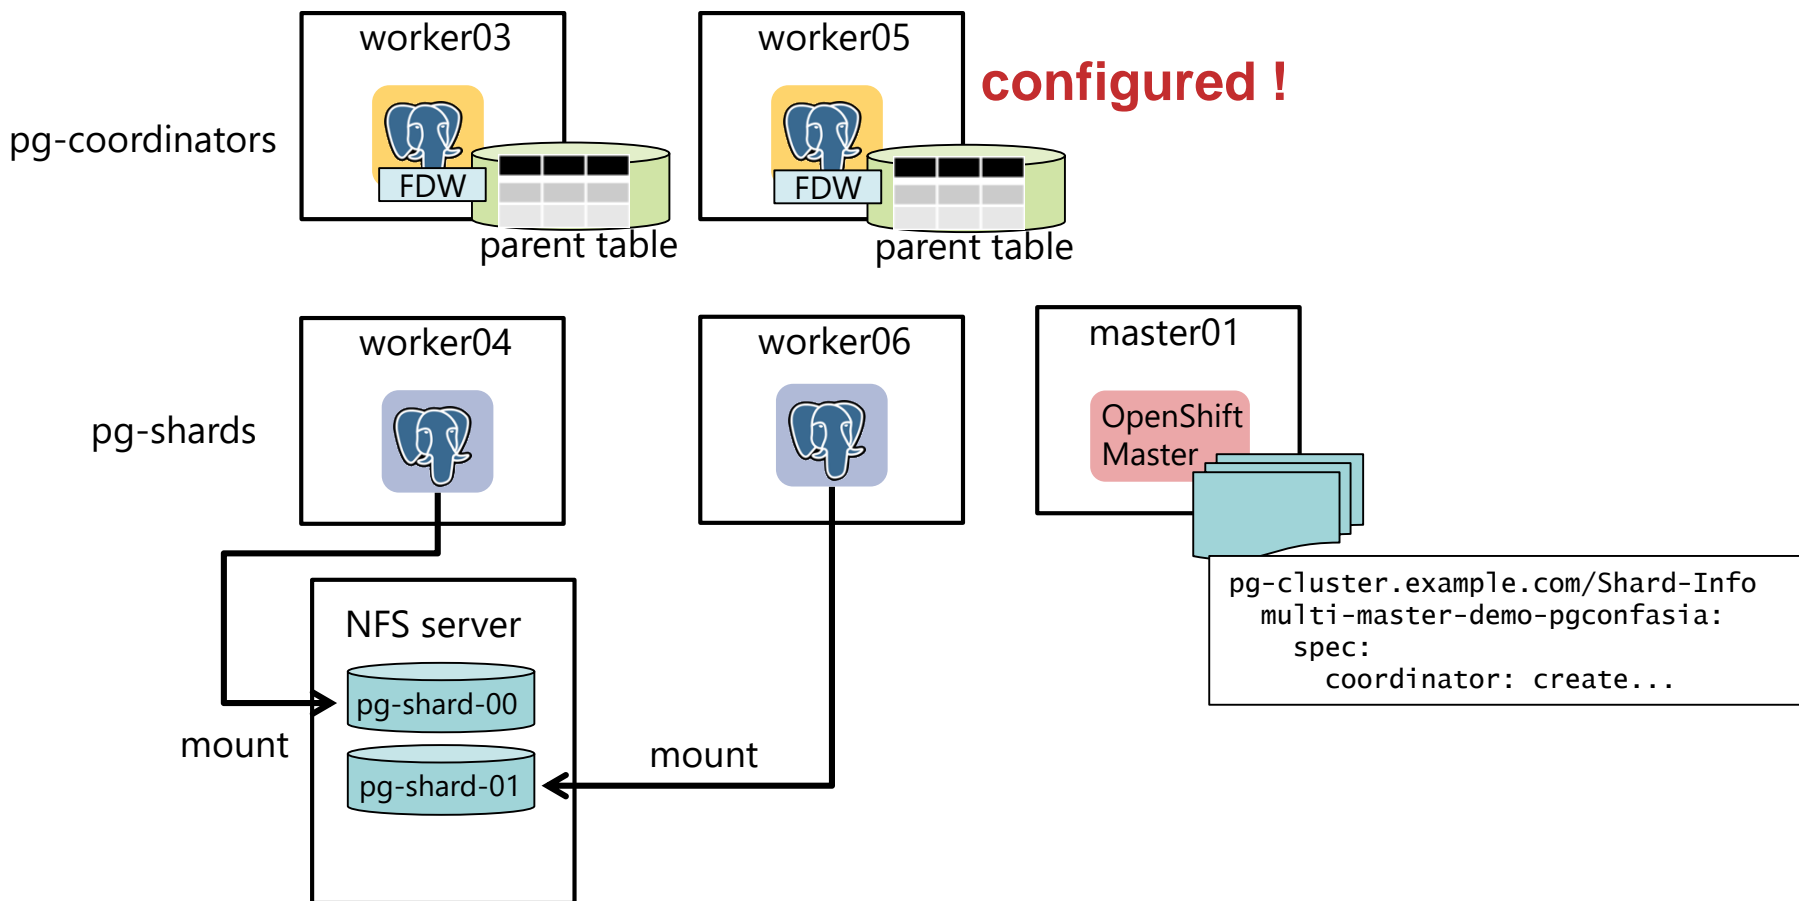 worker03
worker05
configured !
pg-coordinators
FDW
FDW
parent table
parent table
worker04
worker06
master01
pg-shards
OpenShift
Master
pg-cluster.example.com/Shard-Info
multi-master-demo-pgconfasia:
spec:
coordinator: create...
NFS server
pg-shard-00
mount
mount
pg-shard-01